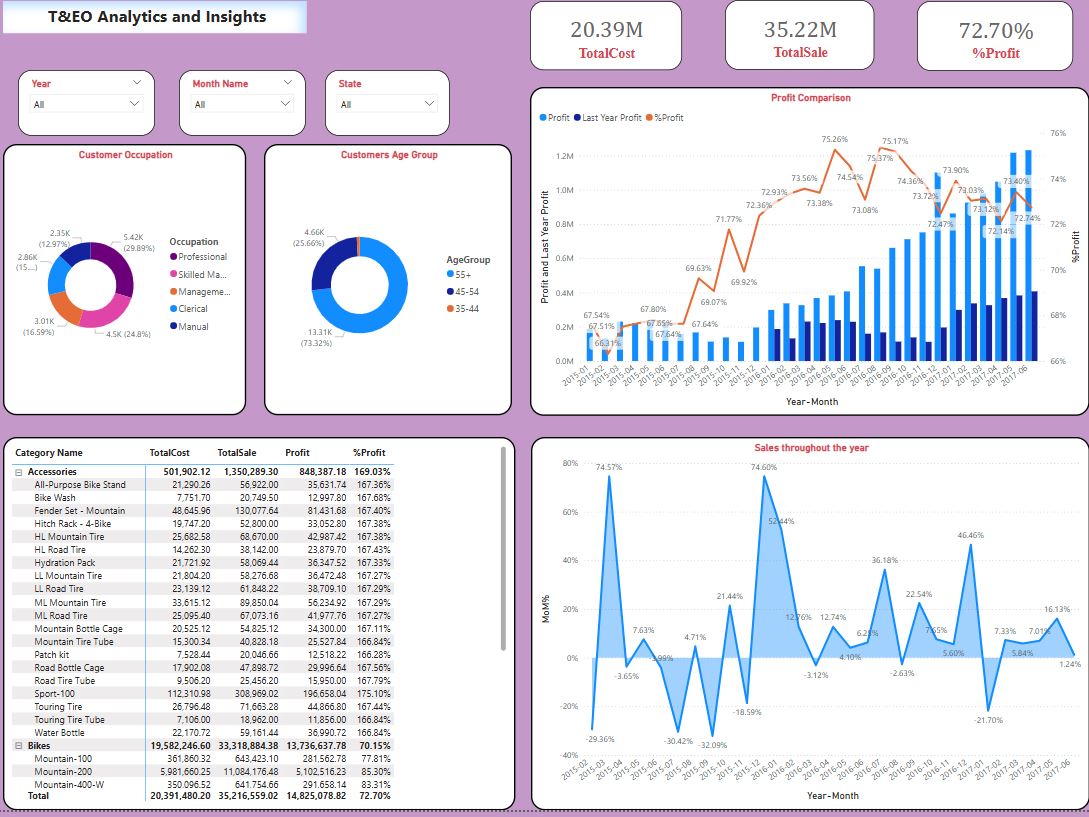 T&EO Analytics and Insights
20.39M
TotalCost
35.22M
TotalSale
72.70%
%Profit
Year
All
Month Name
All
State
All
Customer Occupation
2.35K
(12.97%)
5.42K
(29.89%)
2.86K
(15....)
3.01K
(16.59%)
4.5K (24.8%)
Occupation
Professional
Skilled Ma...
Manageme...
Clerical
Manual
Customers Age Group
4.66K
(25.66%)
13.31K
(73.32%)
AgeGroup
55+
45-54
35-44
Profit Comparison
Profit Last Year Profit %Profit
Profit and Last Year Profit
1.2M
1.0M
0.8M
0.6M
0.4M
0.2M
0.0M
76%
74%
72%
70%
68%
66%
%Profit
67.54%
67.51%
66.31%
67.80%
67.65%
67.64%
67.64%
69.63%
69.07%
71.77%
69.92%
72.36%
72.93%
73.56%
73.38%
75.26%
74.54%
73.08%
75.37%
75.17%
74.36%
73.72%
72.47%
73.90%
73.03%
73.12%
72.14%
73.40%
72.74%
2015-01
2015-02
2015-03
2015-04
2015-05
2015-06
2015-07
2015-08
2015-09
2015-10
2015-11
2015-12
2016-01
2016-02
2016-03
2016-04
2016-05
2016-06
2016-07
2016-08
2016-09
2016-10
2016-11
2016-12
2017-01
2017-02
2017-03
2017-04
2017-05
2017-06
Year-Month
Category Name TotalCost TotalSale Profit %Profit
Accessories 501,902.12 1,350,289.30 848,387.18 169.03%
All-Purpose Bike Stand 21,290.26 56,922.00 35,631.74 167.36%
Bike Wash 7,751.70 20,749.50 12,997.80 167.68%
Fender Set - Mountain 48,645.96 130,077.64 81,431.68 167.40%
Hitch Rack - 4-Bike 19,747.20 52,800.00 33,052.80 167.38%
HL Mountain Tire 25,682.58 68,670.00 42,987.42 167.38%
HL Road Tire 14,262.30 38,142.00 23,879.70 167.43%
Hydration Pack 21,721.92 58,069.44 36,347.52 167.33%
LL Mountain Tire 21,804.20 58,276.68 36,472.48 167.27%
LL Road Tire 23,139.12 61,848.22 38,709.10 167.29%
ML Mountain Tire 33,615.12 89,850.04 56,234.92 167.29%
ML Road Tire 25,095.40 67,073.16 41,977.76 167.28%
Mountain Bottle Cage 20,525.12 54,825.12 34,300.00 167.11%
Mountain Tire Tube 15,300.34 40,828.18 25,527.84 166.84%
Patch kit 7,528.44 20,046.66 12,518.22 166.28%
Road Bottle Cage 17,902.08 47,898.72 29,996.64 167.56%
Road Tire Tube 9,506.20 25,456.20 15,950.00 167.79%
Sport-100 112,310.98 308,969.02 196,658.04 175.10%
Touring Tire 26,796.48 71,663.28 44,866.80 167.44%
Touring Tire Tube 7,106.00 18,962.00 11,856.00 166.84%
Water Bottle 22,170.72 59,161.44 36,990.72 166.84%
Bikes 19,582,246.60 33,318,884.38 13,736,637.78 70.15%
Mountain-100 361,860.32 643,423.10 281,562.78 77.81%
Mountain-200 5,981,660.25 11,084,176.48 5,102,516.23 85.30%
Mountain-400-W 350,096.52 641,754.66 291,658.14 83.31%
Total 20,391,480.20 35,216,559.02 14,825,078.82 72.70%
Sales throughout the year
MoM%
80%
60%
40%
20%
0%
-20%
-40%
-29.36%
74.57%
-3.65%
7.63%
-3.99%
-30.42%
4.71%
-32.09%
21.44%
-18.59%
74.60%
52.44%
12.76%
-3.12%
12.74%
4.10%
6.25%
36.18%
-2.63%
22.54%
7.65%
5.60%
46.46%
-21.70%
7.33%
5.84%
7.01%
16.13%
1.24%
2015-02
2015-03
2015-04
2015-05
2015-06
2015-07
2015-08
2015-09
2015-10
2015-11
2015-12
2016-01
2016-02
2016-03
2016-04
2016-05
2016-06
2016-07
2016-08
2016-09
2016-10
2016-11
2016-12
2017-01
2017-02
2017-03
2017-04
2017-05
2017-06
Year-Month